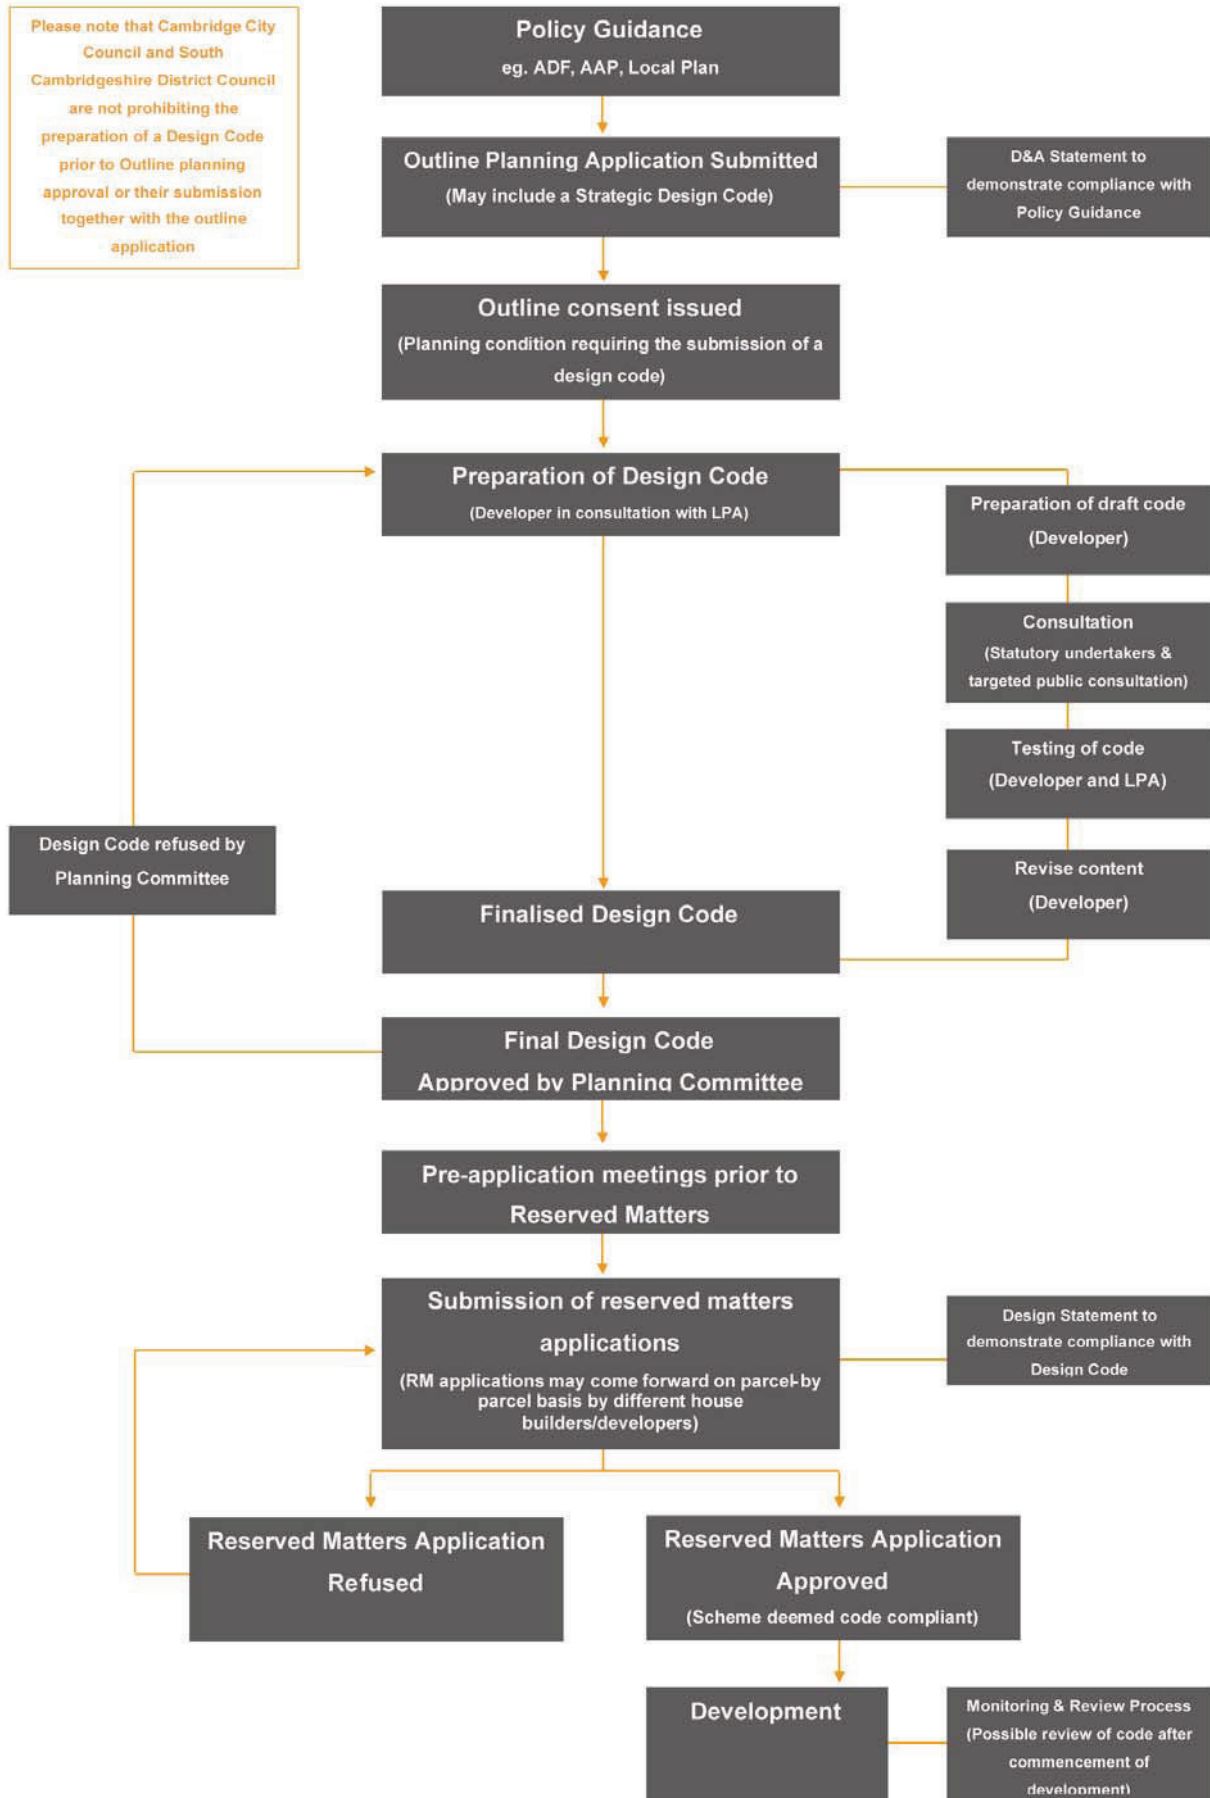 Please note that Cambridge City
Council and South
Cambridgeshire District Council
are not prohibiting the
preparation of a Design Code
prior to Outline planning
approval or their submission
together with the outline
application
Policy Guidance
eg. ADF, AAP, Local Plan
Outline Planning Application Submitted
(May include a Strategic Design Code)
D&A Statement to
demonstrate compliance with
Policy Guidance
Outline consent issued
(Planning condition requiring the submission of a
design code)
Preparation of Design Code
(Developer in consultation with LPA)
Preparation of draft code
(Developer)
Consultation
(Statutory undertakers &
targeted public consultation)
Testing of code
(Developer and LPA)
Revise content
(Developer)
Design Code refused by
Planning Committee
Finalised Design Code
Final Design Code
Approved by Planning Committee
Pre-application meetings prior to
Reserved Matters
Submission of reserved matters
applications
(RM applications may come forward on parcel-by
parcel basis by different house
builders/developers)
Design Statement to
demonstrate compliance with
Design Code
Reserved Matters Application
Refused
Reserved Matters Application
Approved
(Scheme deemed code compliant)
Development
Monitoring & Review Process
(Possible review of code after
commencement of
development)